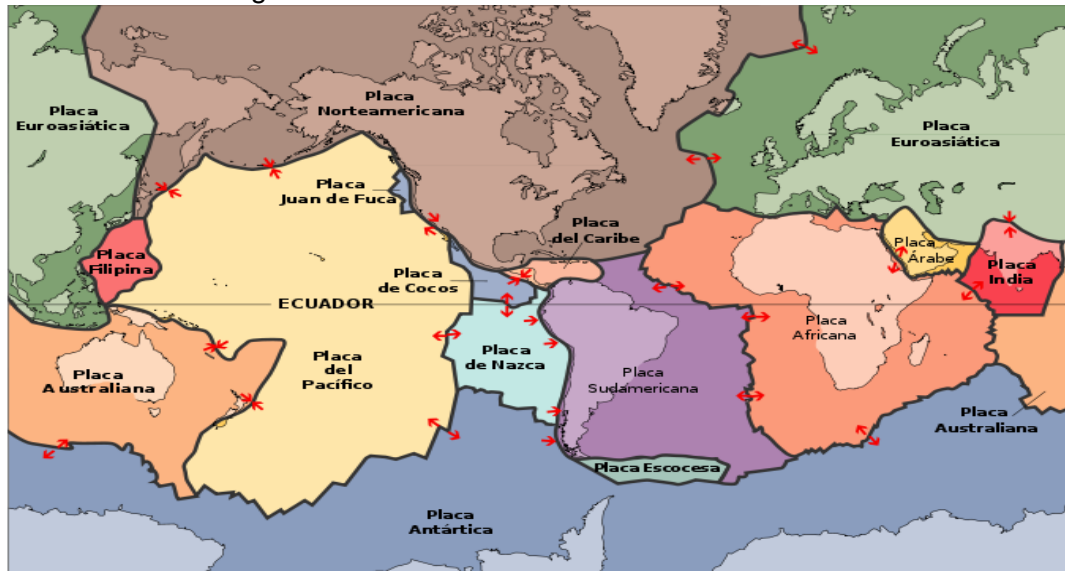 Placa
Norteamericana
Placa
Euroasiática
Placa
Euroasiática
Placa
Juan de Fuca
Placa
del Caribe
Placa
Filipina
Placa
Árabe
Placa
India
Placa
de Cocos
ECUADOR
Placa
Africana
Placa
del
Pacífico
Placa
de Nazca
Placa
Australiana
Placa
Sudamericana
Placa
Australiana
Placa Escocesa
Placa
Antártica